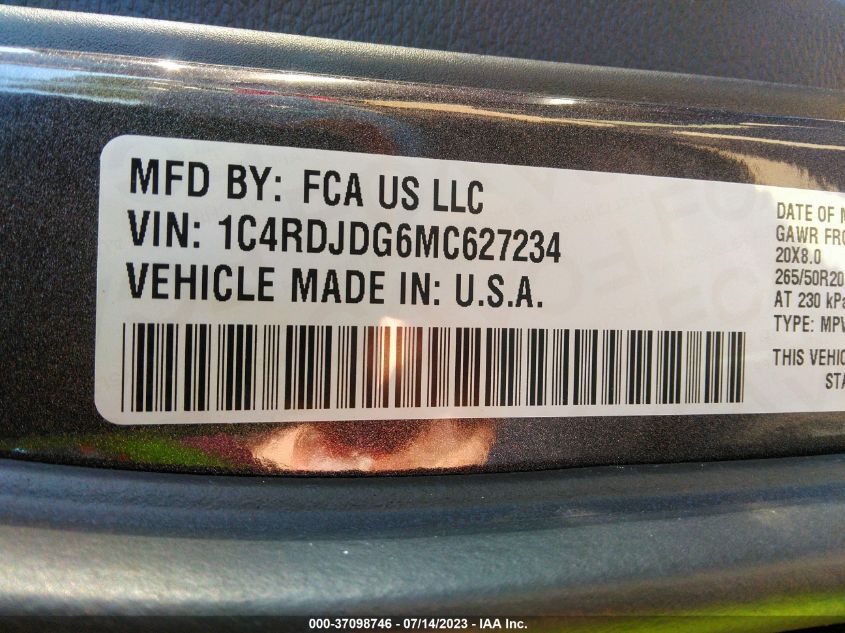 MFD BY: FCA US LLC
VIN: 1C4RDJDG6MC627234
VEHICLE MADE IN: U.S.A.
DATE OF M
GAWR FRO
20X8.0
265/50R20
AT 230 kPa
TYPE: MPV
THIS VEHIC
STA
000-37098746 - 07/14/2023 - IAA Inc.